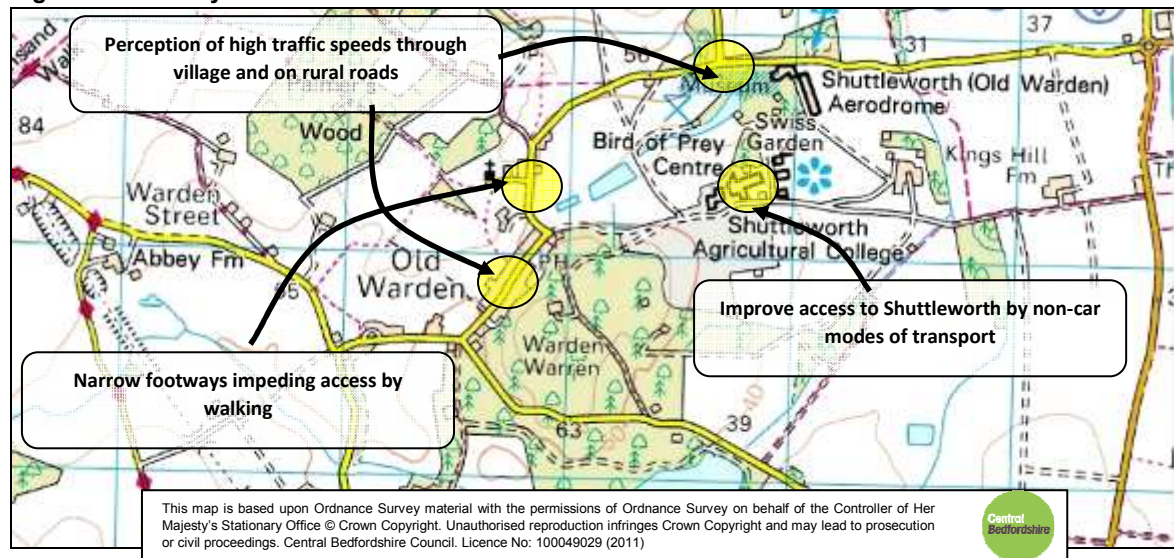 Perception of high traffic speeds through
village and on rural roads
37
31
56
Museum
Shuttleworth (Old Warden)
Aerodrome
84
Wood
Bird of Prey
Centre
Swiss
Garden
Kings Hill
Fm
Warden
Street
Shuttleworth
Agricultural College
Abbey Fm
Old
Warden
PH
Improve access to Shuttleworth by non-car
modes of transport
Warden
Warren
Narrow footways impeding access by
walking
40
39
63
This map is based upon Ordnance Survey material with the permissions of Ordnance Survey on behalf of the Controller of Her
Majesty's Stationary Office © Crown Copyright. Unauthorised reproduction infringes Crown Copyright and may lead to prosecution
or civil proceedings. Central Bedfordshire Council. Licence No: 100049029 (2011)
Central
Bedfordshire